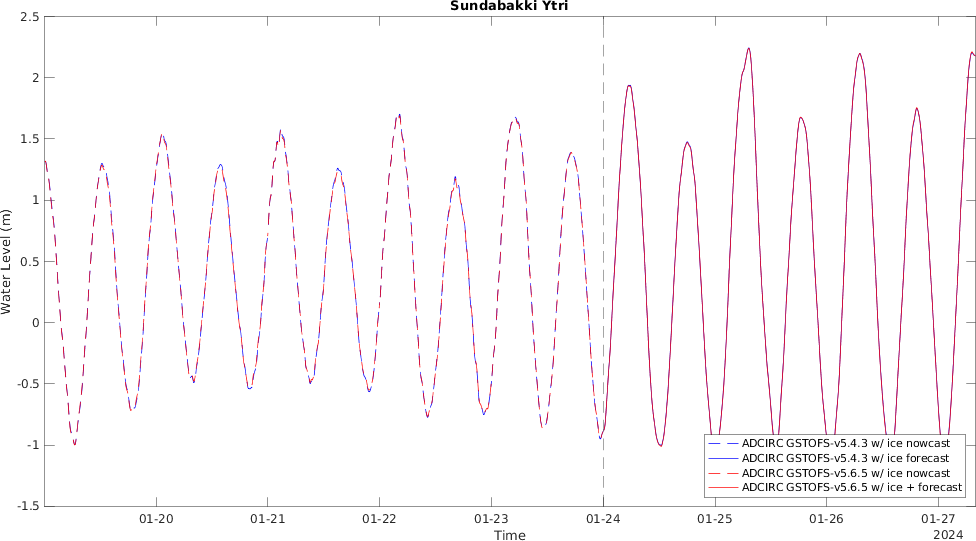 Sundabakki Ytri
2.5
2
1.5
1
0.5
0
-0.5
-1
-1.5
Water Level (m)
01-20 01-21 01-22 01-23 01-24 01-25 01-26 01-27
Time
2024
ADCIRC GSTOFS-v5.4.3 w/ ice nowcast
ADCIRC GSTOFS-v5.4.3 w/ ice forecast
ADCIRC GSTOFS-v5.6.5 w/ ice nowcast
ADCIRC GSTOFS-v5.6.5 w/ ice + forecast